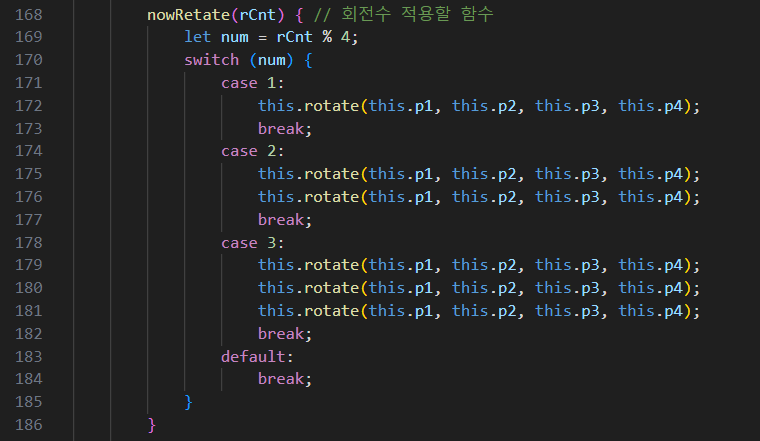 168 nowRetate(rCnt) { // 회전수 적용할 함수
169 let num = rCnt % 4;
170 switch (num) {
171 case 1:
172 this.rotate(this.p1, this.p2, this.p3, this.p4);
173 break;
174 case 2:
175 this.rotate(this.p1, this.p2, this.p3, this.p4);
176 this.rotate(this.p1, this.p2, this.p3, this.p4);
177 break;
178 case 3:
179 this.rotate(this.p1, this.p2, this.p3, this.p4);
180 this.rotate(this.p1, this.p2, this.p3, this.p4);
181 this.rotate(this.p1, this.p2, this.p3, this.p4);
182 break;
183 default:
184 break;
185 }
186 }